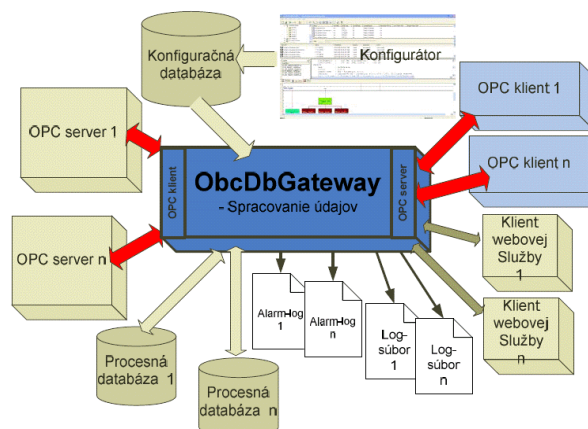 Konfiguračná
databáza
Konfigurátor
OPC klient 1
OPC server 1
OPC klient n
OPC klient
ObcDbGateway
- Spracovanie údajov
OPC server
OPC server n
Klient
webovej
Služby
1
Klient
webovej
Služby
n
Alarm-log
1
Alarm-log
n
Log-
súbor
1
Log-
súbor
n
Procesná
databáza 1
Procesná
databáza n